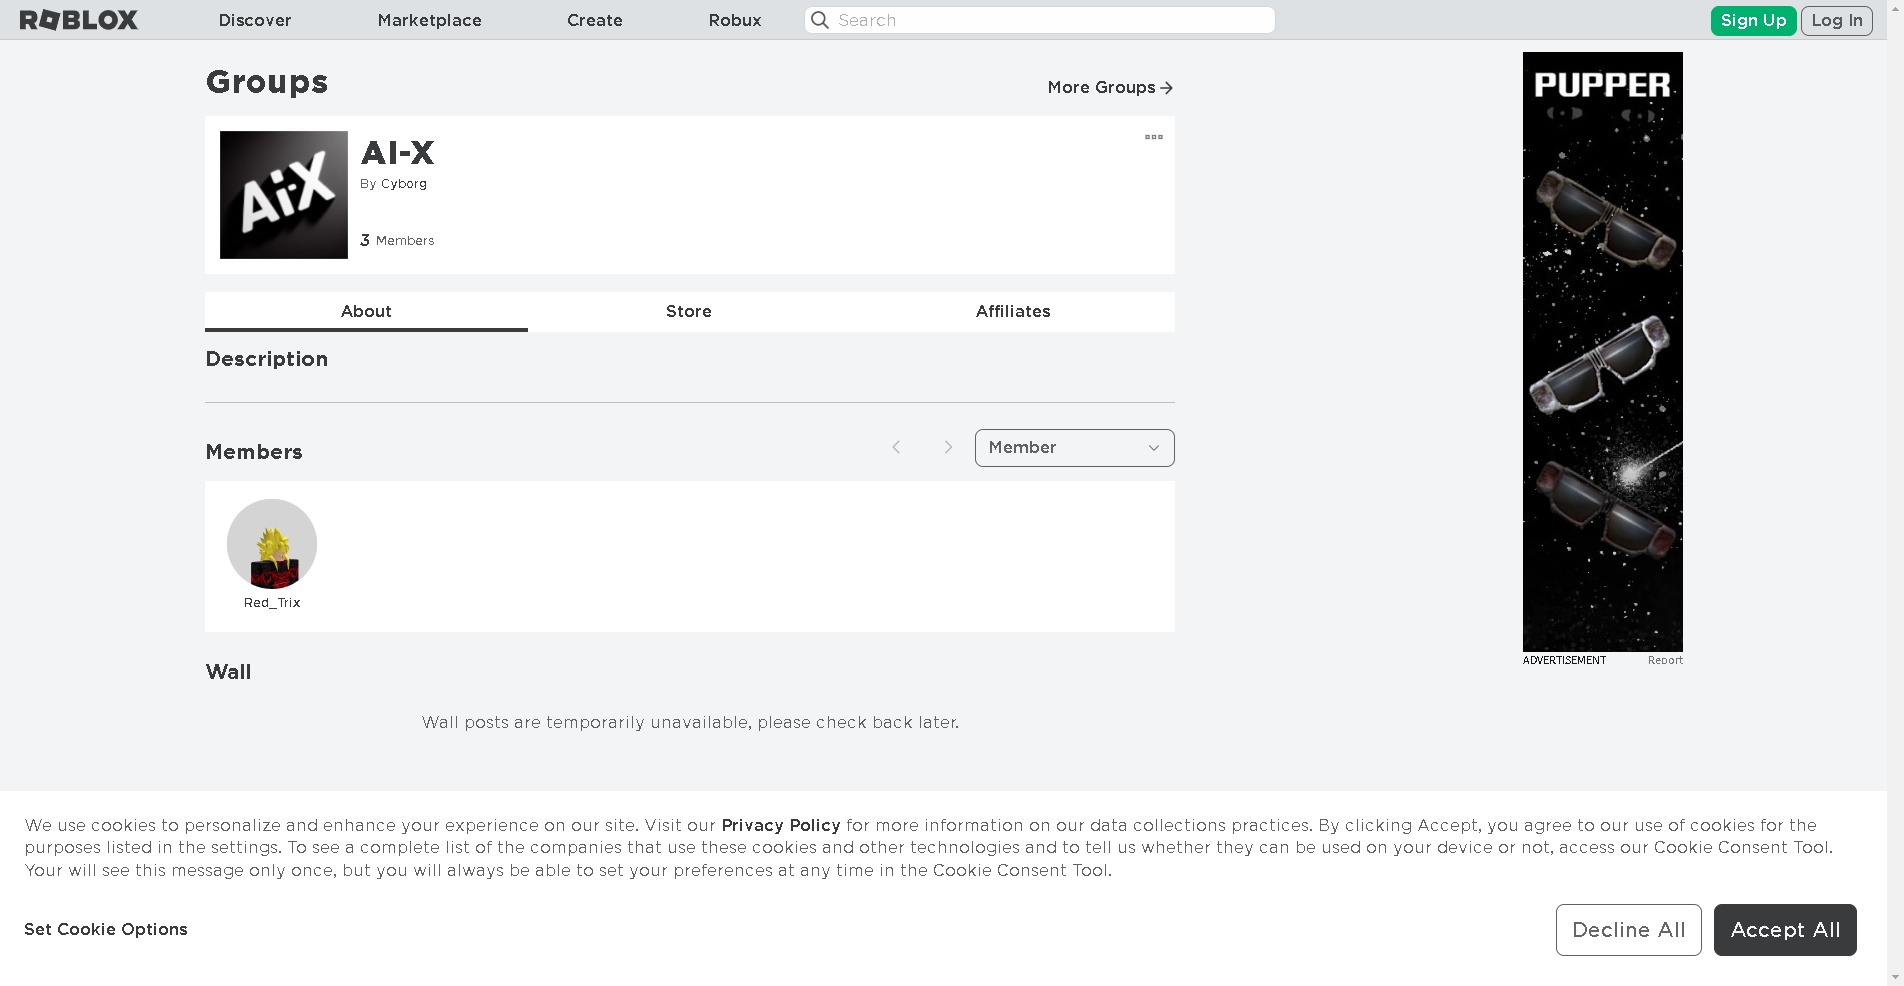 ROBLOX Discover Marketplace Create Robux Search Sign Up Log In
Groups
More Groups
Ai-X
AI-X
By Cyborg
3 Members
About Store Affiliates
Description
Members
Member
Red_Trix
Wall
Wall posts are temporarily unavailable, please check back later.
PUPPER
ADVERTISEMENT Report
We use cookies to personalize and enhance your experience on our site. Visit our Privacy Policy for more information on our data collections practices. By clicking Accept, you agree to our use of cookies for the
purposes listed in the settings. To see a complete list of the companies that use these cookies and other technologies and to tell us whether they can be used on your device or not, access our Cookie Consent Tool.
Your will see this message only once, but you will always be able to set your preferences at any time in the Cookie Consent Tool.
Set Cookie Options
Decline All
Accept All